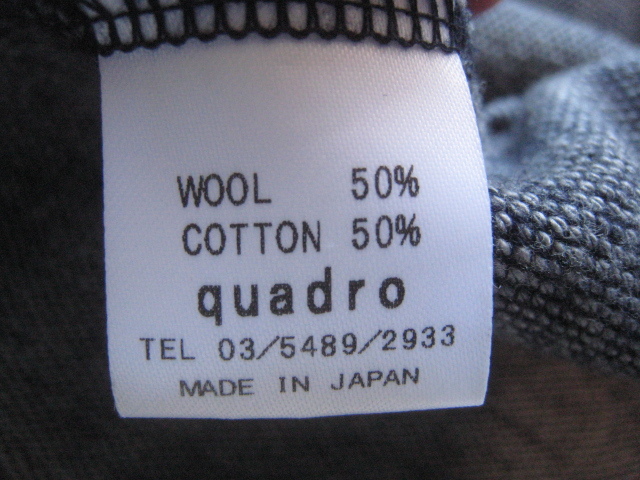 WOOL 50%
COTTON 50%
quadro
TEL 03/5489/2933
MADE IN JAPAN